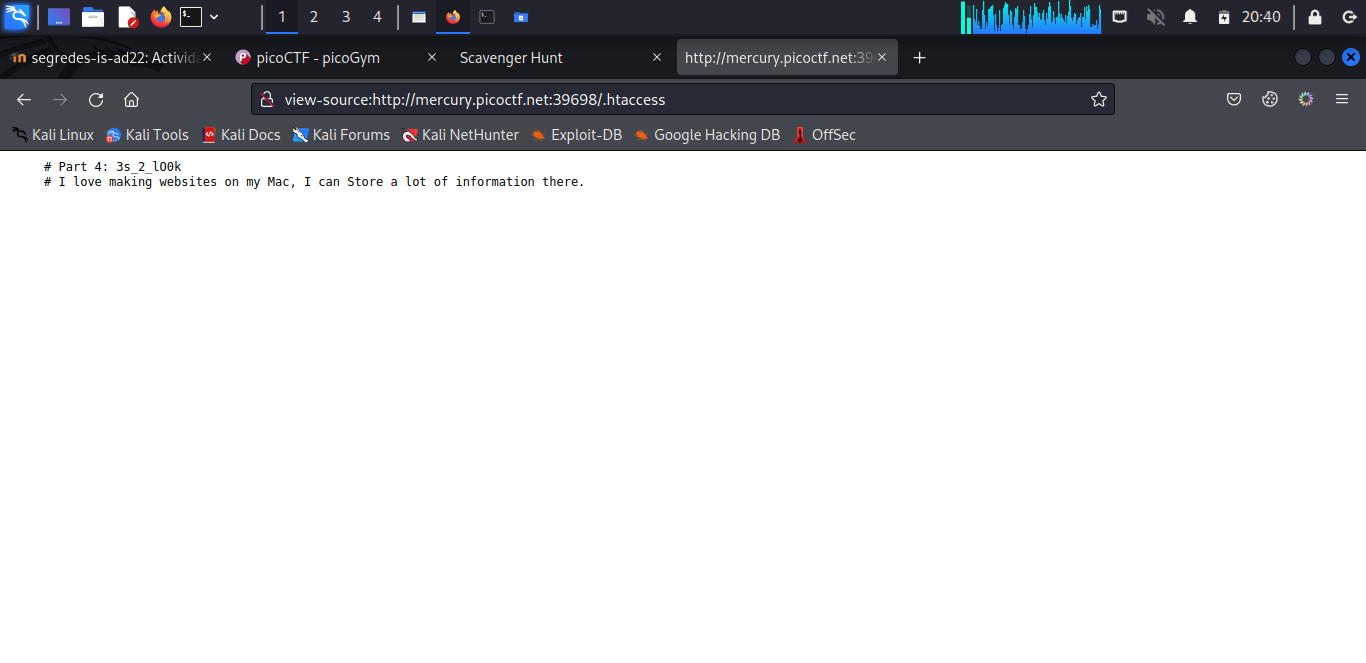 1 2 3 4 20:40
segredes-is-ad22: Activida picoCTF - picoGym Scavenger Hunt http://mercury.picoctf.net:39
view-source:http://mercury.picoctf.net:39698/.htaccess
Kali Linux Kali Tools Kali Docs Kali Forums Kali NetHunter Exploit-DB Google Hacking DB OffSec
# Part 4: 3s_2_lO0k
# I love making websites on my Mac, I can Store a lot of information there.